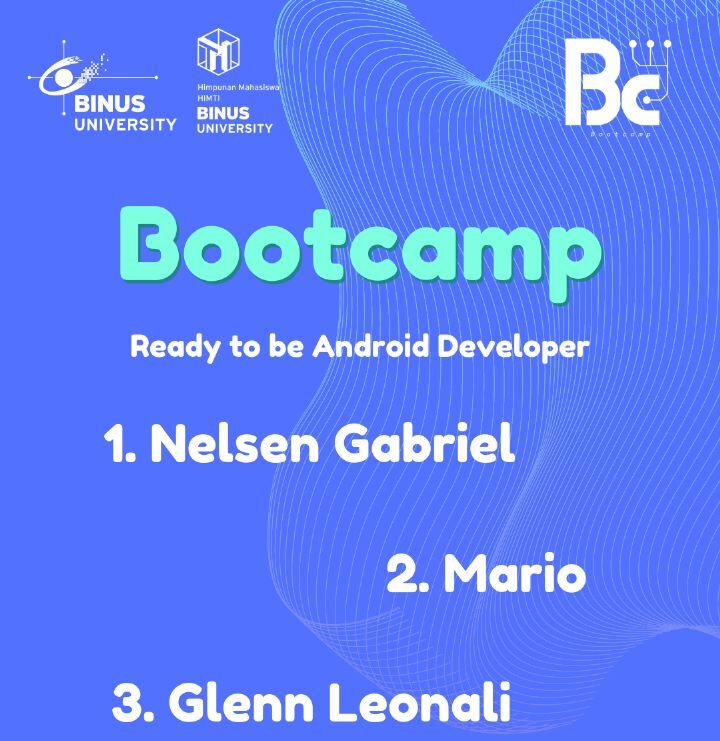 BINUS
UNIVERSITY
Himpunan Mahasiswa
HIMTI
BINUS
UNIVERSITY
Bc
Bootcamp
Bootcamp
Ready to be Android Developer
1. Nelsen Gabriel
2. Mario
3. Glenn Leonali